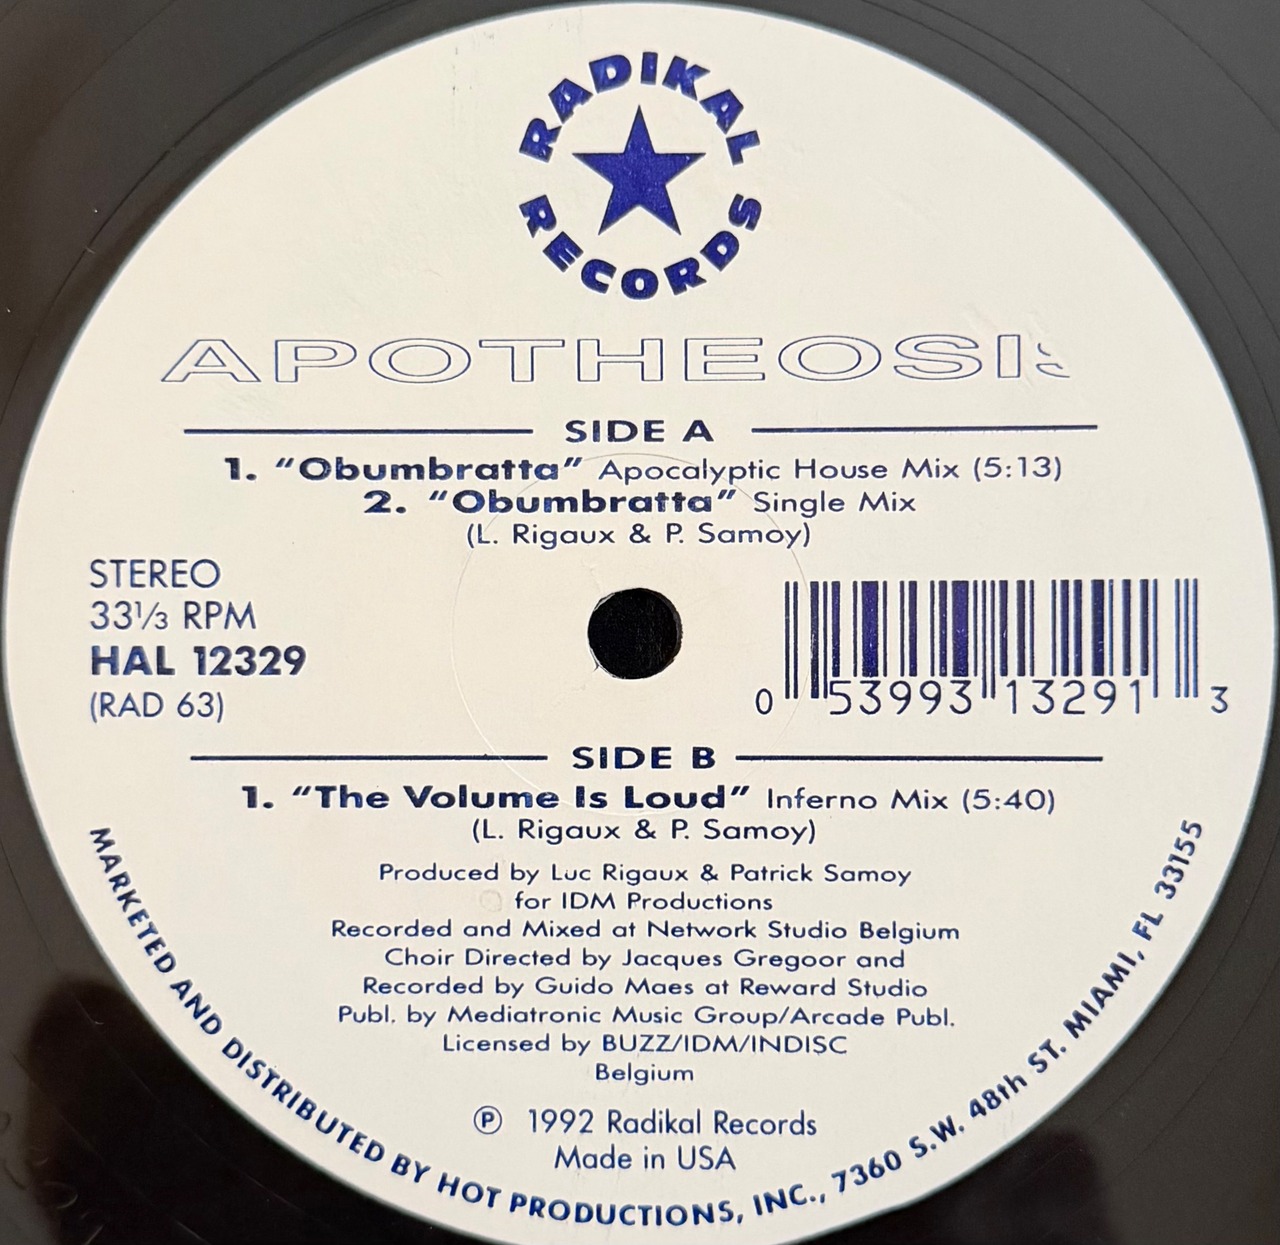 RADIKAL
RECORDS
APOTHEOSIS
SIDE A
1. "Obumbratta" Apocalyptic House Mix (5:13)
2. "Obumbratta" Single Mix
(L. Rigaux & P. Samoy)
STEREO
33⅓ RPM
HAL 12329
(RAD 63)
0 53993 13291 3
SIDE B
1. "The Volume Is Loud" Inferno Mix (5:40)
(L. Rigaux & P. Samoy)
Produced by Luc Rigaux & Patrick Samoy
for IDM Productions
Recorded and Mixed at Network Studio Belgium
Choir Directed by Jacques Gregoor and
Recorded by Guido Maes at Reward Studio
Publ. by Mediatronic Music Group/Arcade Publ.
Licensed by BUZZ/IDM/INDISC
Belgium
℗ 1992 Radikal Records
Made in USA
MARKETED AND DISTRIBUTED BY HOT PRODUCTIONS, INC., 7360 S.W. 48th ST. MIAMI, FL 33155